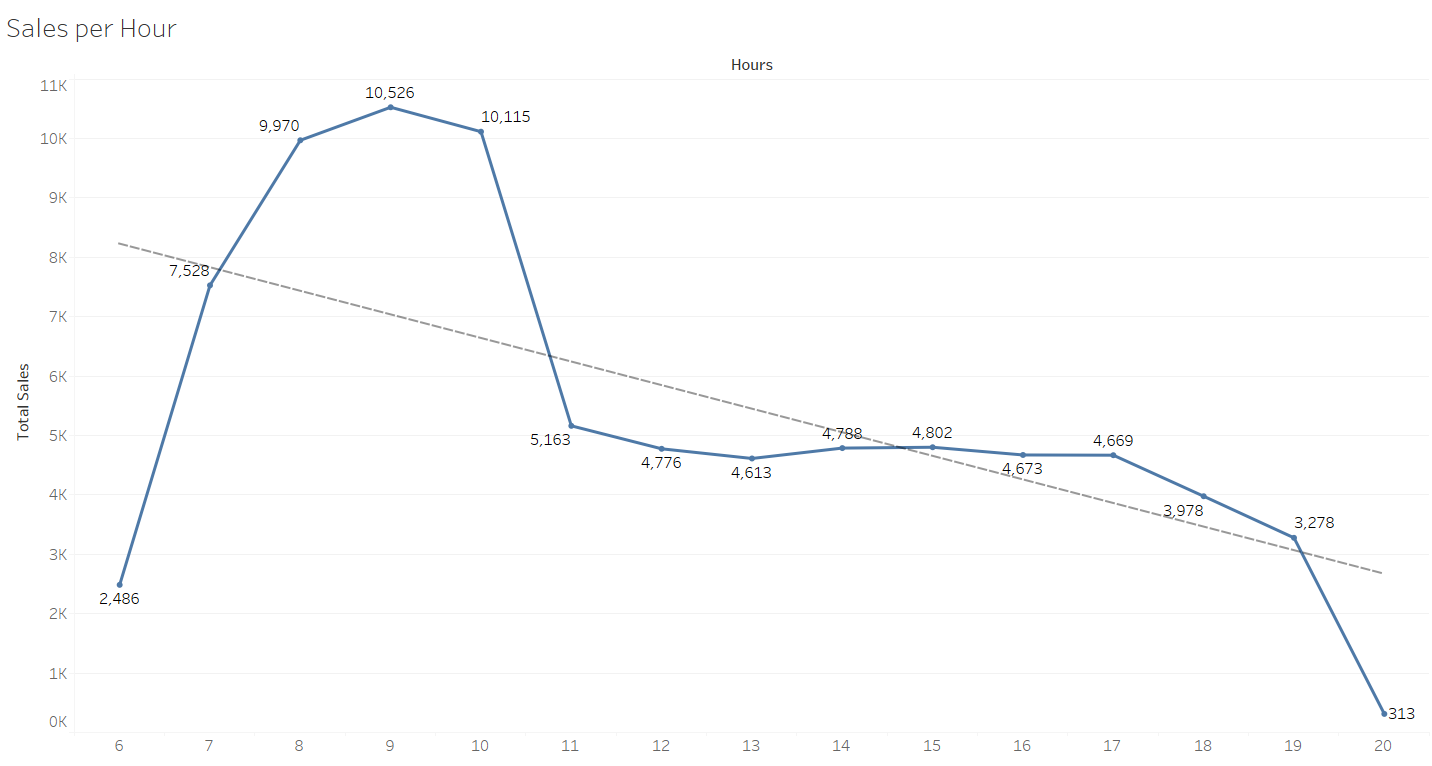 Sales per Hour
Hours
Total Sales
11K
10K
9K
8K
7K
6K
5K
4K
3K
2K
1K
0K
2,486
7,528
9,970
10,526
10,115
5,163
4,776
4,613
4,788
4,802
4,673
4,669
3,978
3,278
313
6 7 8 9 10 11 12 13 14 15 16 17 18 19 20